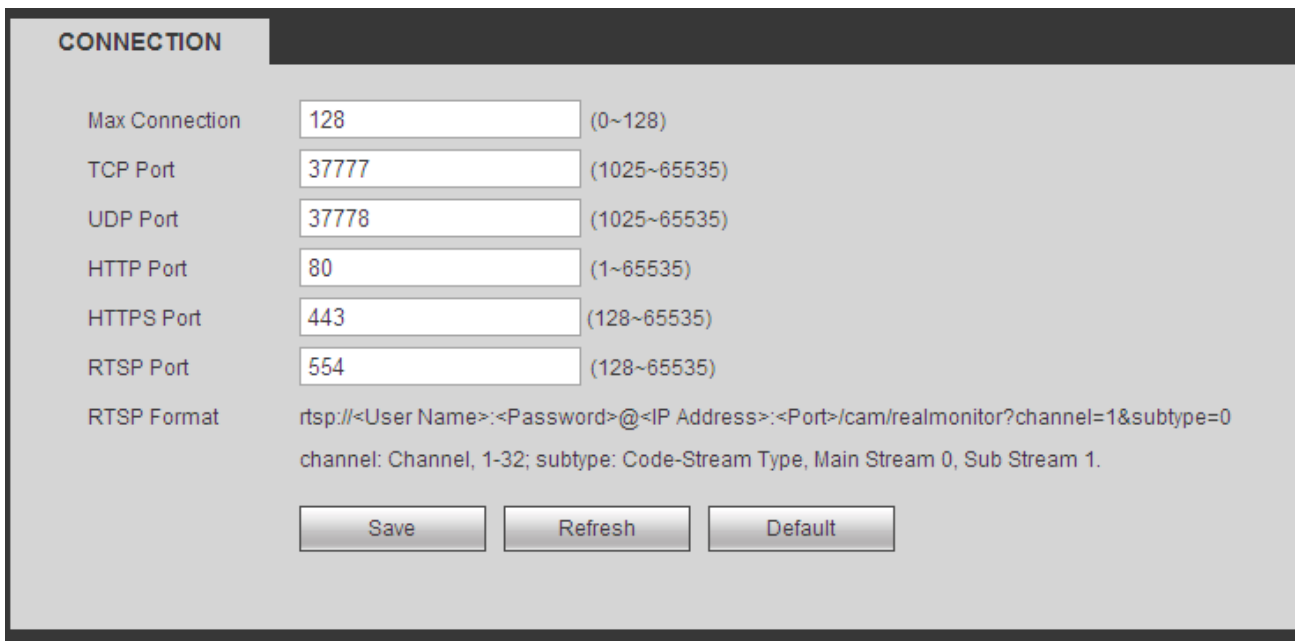 CONNECTION
Max Connection 128 (0~128)
TCP Port 37777 (1025~65535)
UDP Port 37778 (1025~65535)
HTTP Port 80 (1~65535)
HTTPS Port 443 (128~65535)
RTSP Port 554 (128~65535)
RTSP Format rtsp://<User Name>:<Password>@<IP Address>:<Port>/cam/realmonitor?channel=1&subtype=0
channel: Channel, 1-32; subtype: Code-Stream Type, Main Stream 0, Sub Stream 1.
Save Refresh Default